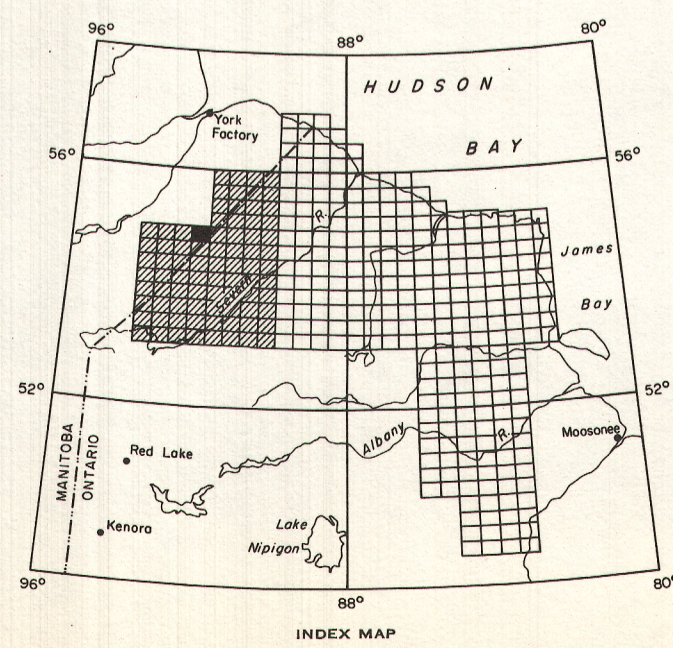 96°
88°
80°
HUDSON
BAY
York
Factory
56°
56°
R.
Severn
James
Bay
52°
52°
MANITOBA
ONTARIO
Red Lake
Albany
R.
Moosonee
Kenora
Lake
Nipigon
96°
88°
80°
INDEX MAP